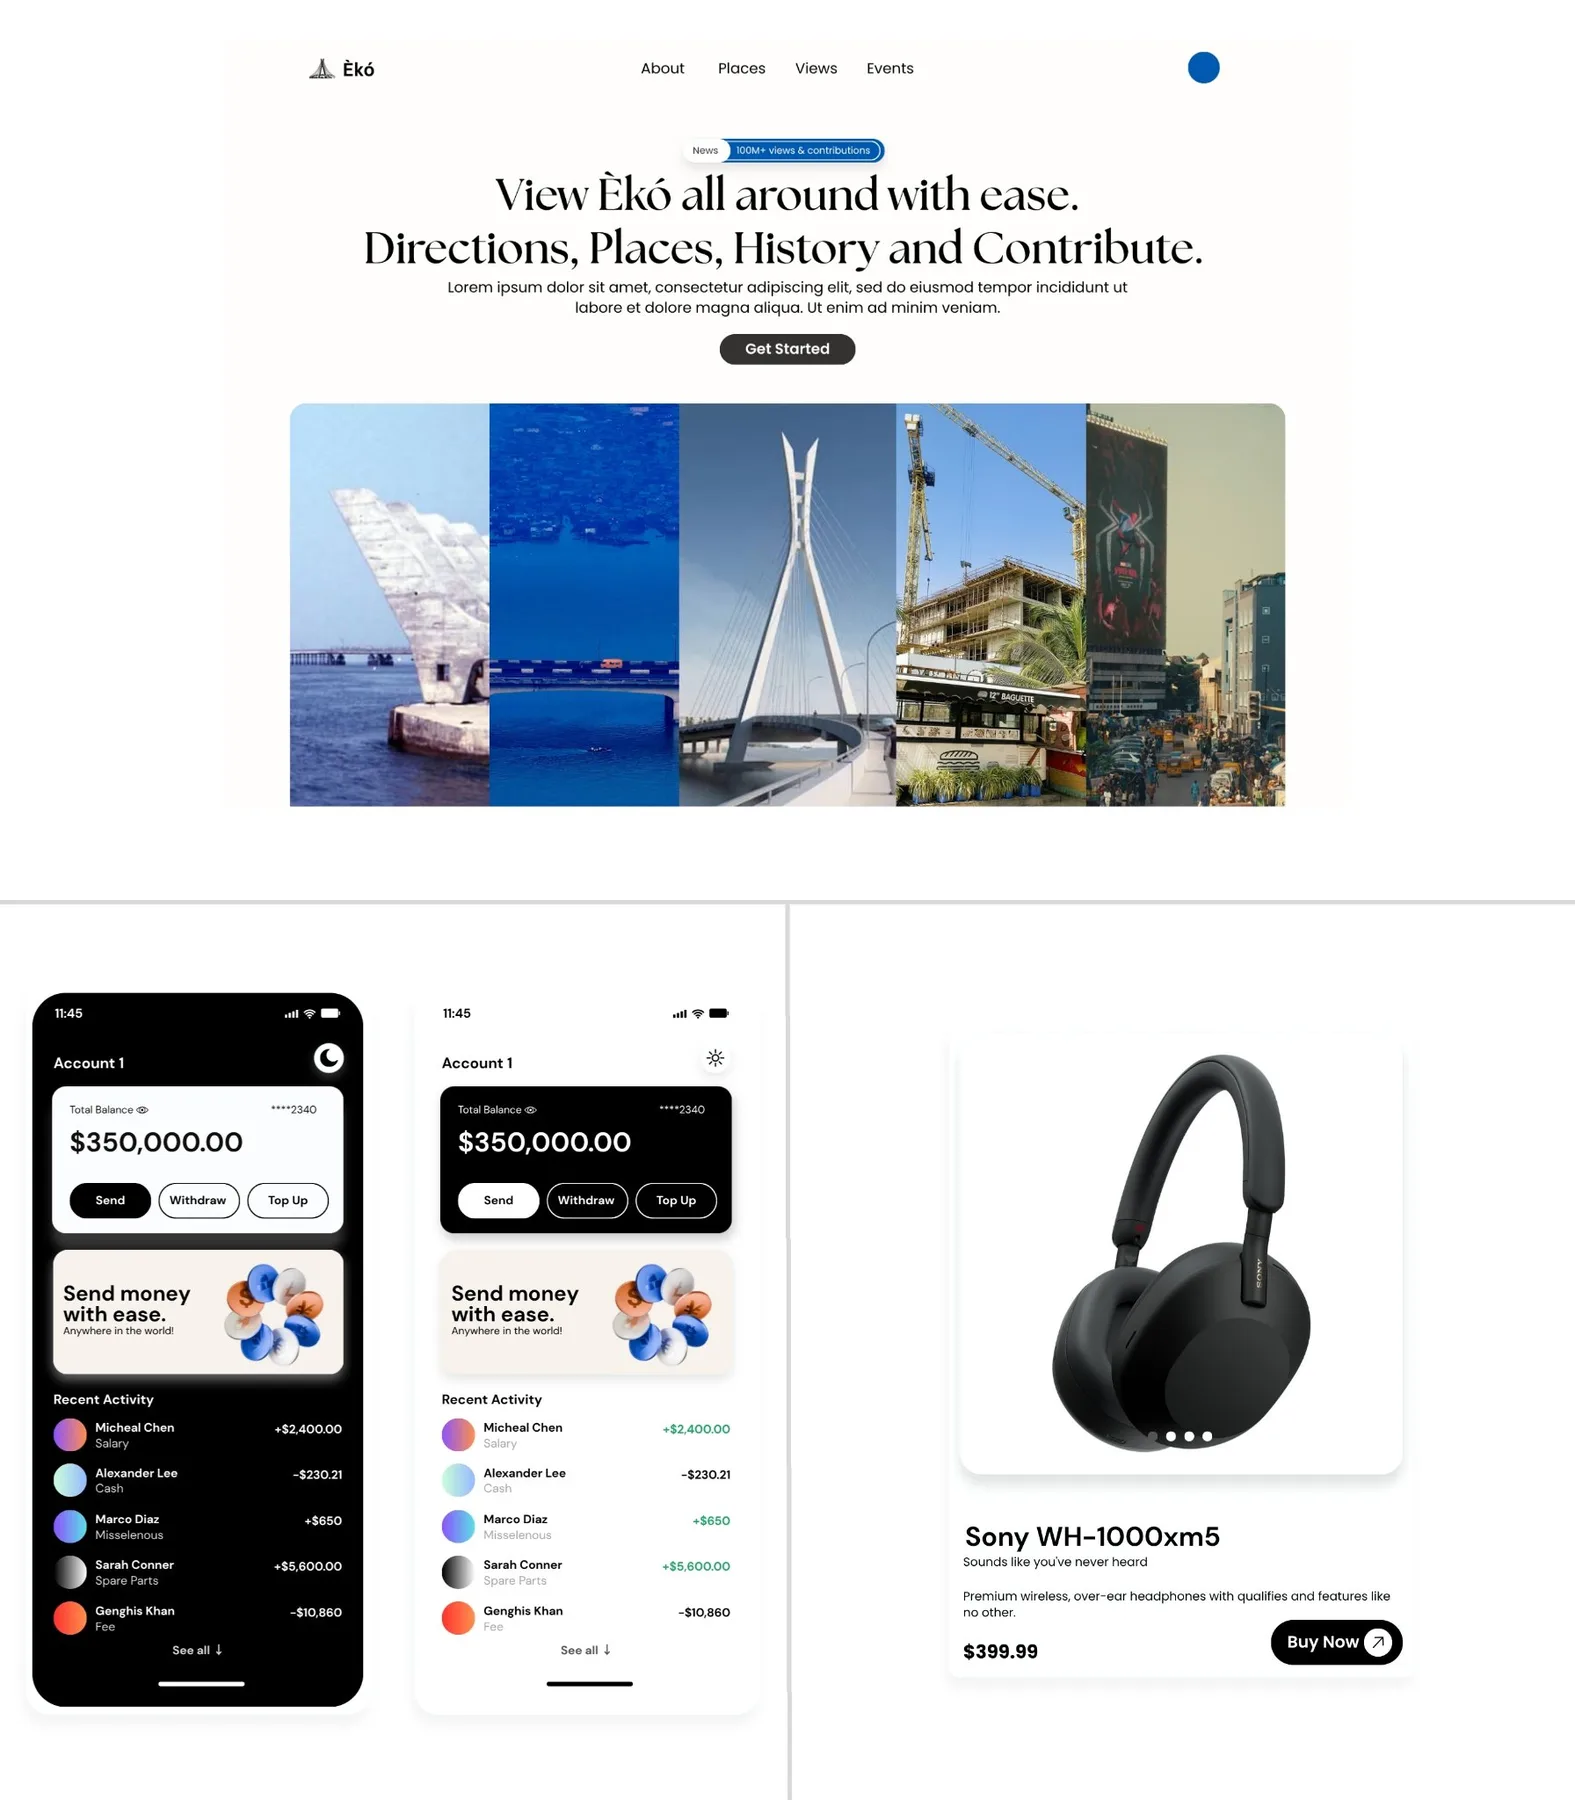 Èkó
About Places Views Events
News 100M+ views & contributions
View Èkó all around with ease.
Directions, Places, History and Contribute.
Lorem ipsum dolor sit amet, consectetur adipiscing elit, sed do eiusmod tempor incididunt ut
labore et dolore magna aliqua. Ut enim ad minim veniam.
Get Started
12" BAGUETTE
11:45
Account 1
Total Balance ****2340
$350,000.00
Send Withdraw Top Up
Send money
with ease.
Anywhere in the world!
Recent Activity
Micheal Chen +$2,400.00
Salary
Alexander Lee -$230.21
Cash
Marco Diaz +$650
Misselenous
Sarah Conner +$5,600.00
Spare Parts
Genghis Khan -$10,860
Fee
See all ↓
11:45
Account 1
Total Balance ****2340
$350,000.00
Send Withdraw Top Up
Send money
with ease.
Anywhere in the world!
Recent Activity
Micheal Chen +$2,400.00
Salary
Alexander Lee -$230.21
Cash
Marco Diaz +$650
Misselenous
Sarah Conner +$5,600.00
Spare Parts
Genghis Khan -$10,860
Fee
See all ↓
SONY
Sony WH-1000xm5
Sounds like you've never heard
Premium wireless, over-ear headphones with qualifies and features like
no other.
$399.99
Buy Now